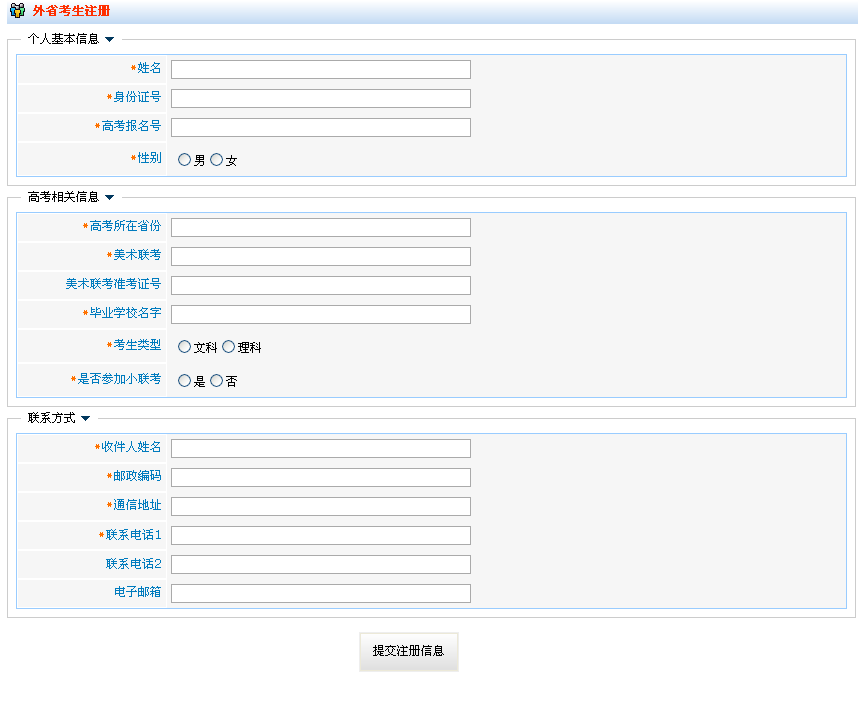 外省考生注册
个人基本信息
*姓名
*身份证号
*高考报名号
*性别 男 女
高考相关信息
*高考所在省份
*美术联考
美术联考准考证号
*毕业学校名字
*考生类型 文科 理科
*是否参加小联考 是 否
联系方式
*收件人姓名
*邮政编码
*通信地址
*联系电话1
联系电话2
电子邮箱
提交注册信息